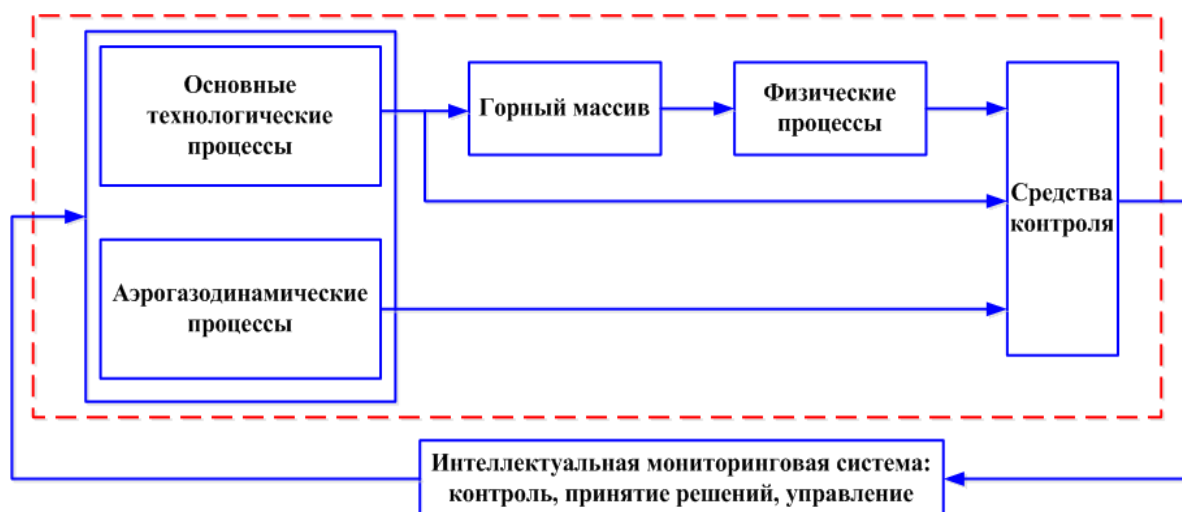 Основные
технологические
процессы
Горный массив
Физические
процессы
Средства
контроля
Аэрогазодинамические
процессы
Интеллектуальная мониторинговая система:
контроль, принятие решений, управление